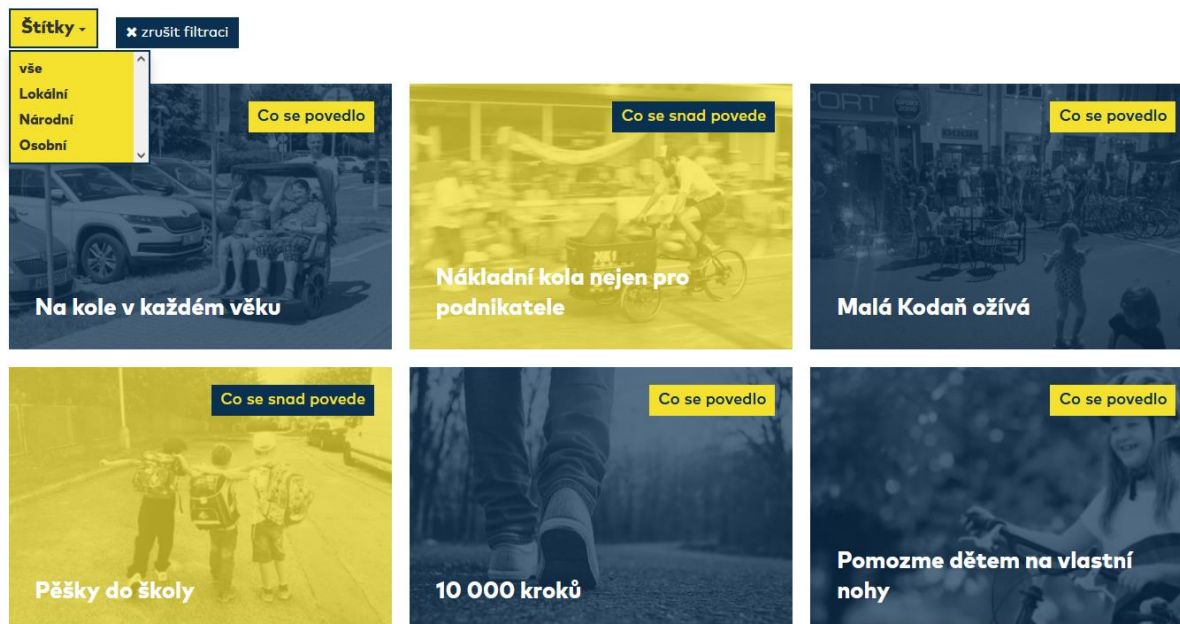 Štítky
✖ zrušit filtraci
vše
Lokální
Národní
Osobní
Co se povedlo
Na kole v každém věku
Co se snad povede
Nákladní kola nejen pro
podnikatele
Co se povedlo
PORT
Malá Kodaň ožívá
Co se snad povede
Pěšky do školy
Co se povedlo
10 000 kroků
Co se povedlo
Pomozme dětem na vlastní
nohy